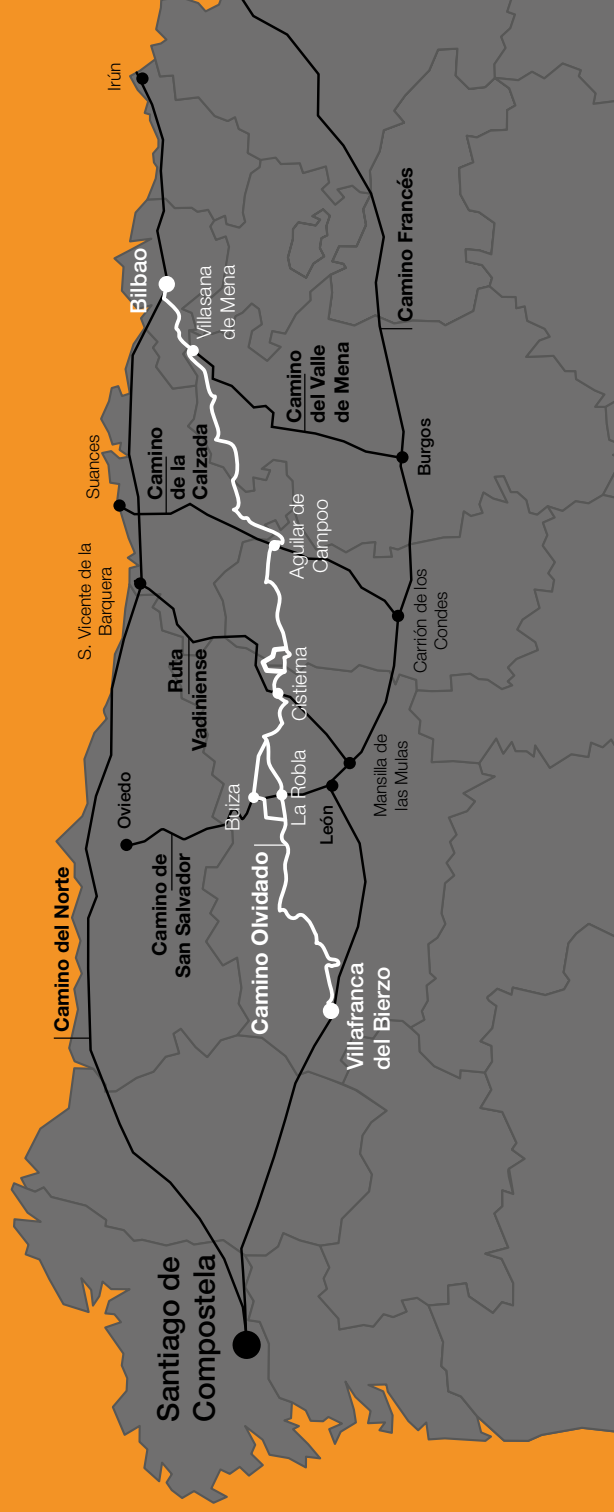 Santiago de
Compostela
Camino del Norte
Oviedo
Camino de
San Salvador
Camino Olvidado
Villafranca
del Bierzo
Buiza
La Robla
León
Mansilla de
las Mulas
S. Vicente de la
Barquera
Ruta
Vadiniense
Cistierna
Suances
Camino
de la
Calzada
Aguilar de
Campoo
Carrión de los
Condes
Bilbao
Villasana
de Mena
Camino
del Valle
de Mena
Burgos
Camino Francés
Irún